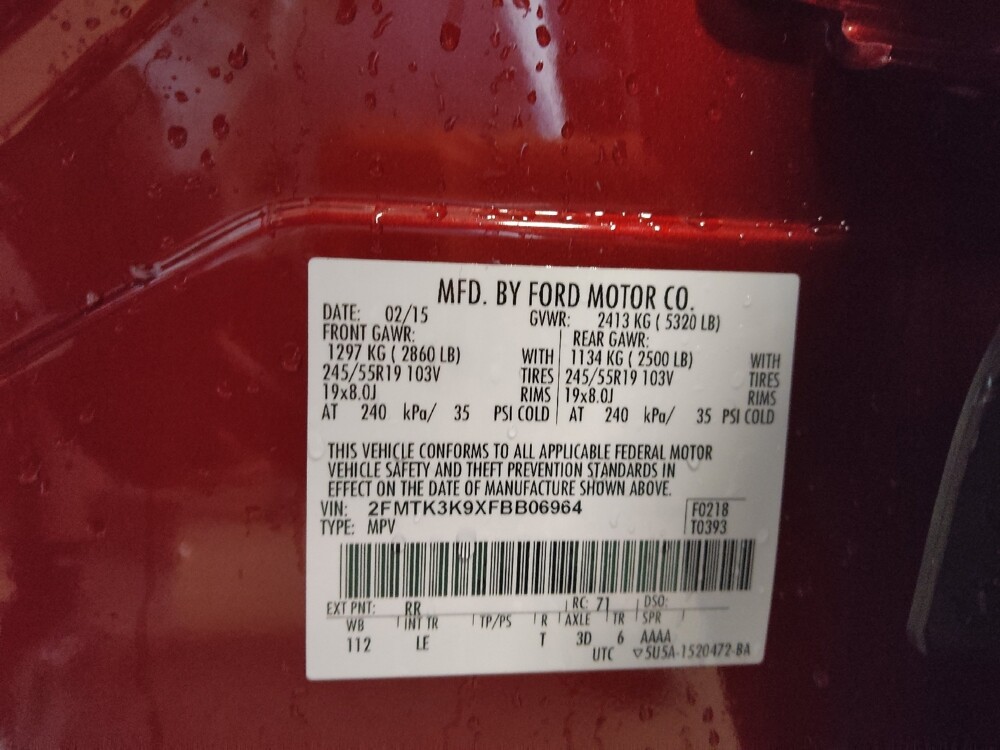 MFD. BY FORD MOTOR CO.
DATE: 02/15 GVWR: 2413 KG ( 5320 LB)
FRONT GAWR: REAR GAWR:
1297 KG ( 2860 LB) WITH 1134 KG ( 2500 LB) WITH
245/55R19 103V TIRES 245/55R19 103V TIRES
19x8.0J RIMS 19x8.0J RIMS
AT 240 kPa/ 35 PSI COLD AT 240 kPa/ 35 PSI COLD
THIS VEHICLE CONFORMS TO ALL APPLICABLE FEDERAL MOTOR
VEHICLE SAFETY AND THEFT PREVENTION STANDARDS IN
EFFECT ON THE DATE OF MANUFACTURE SHOWN ABOVE.
VIN: 2FMTK3K9XFBB06964 F0218
TYPE: MPV T0393
EXT PNT: RR RC: 71 DSO:
WB INT TR TP/PS R AXLE TR SPR
112 LE T 3D 6 AAAA
UTC ▽5U5A-1520472-BA